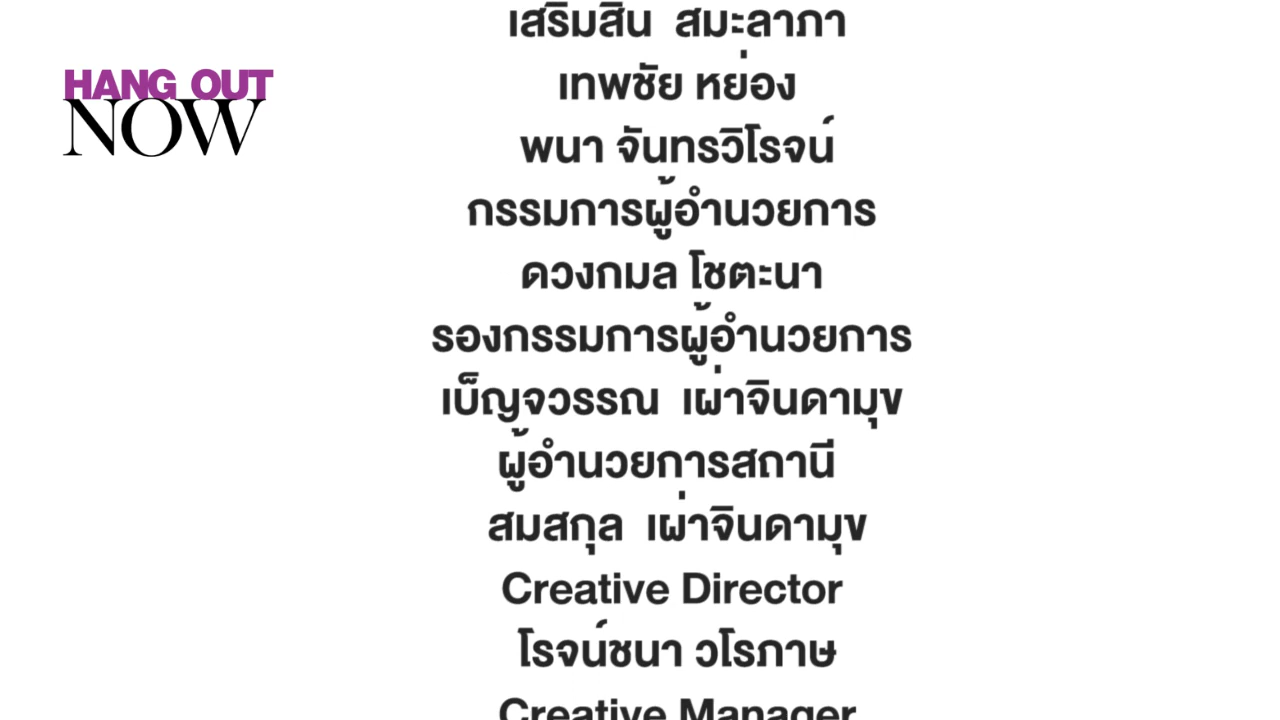 HANG OUT
NOW
เสริมสิน สมะลาภา
เทพชัย หย่อง
พนา จันทรวิโรจน์
กรรมการผู้อำนวยการ
ดวงกมล โชตะนา
รองกรรมการผู้อำนวยการ
เบ็ญจวรรณ เผ่าจินดามุข
ผู้อำนวยการสถานี
สมสกุล เผ่าจินดามุข
Creative Director
โรจน์ชนา วโรภาษ
Creative Manager